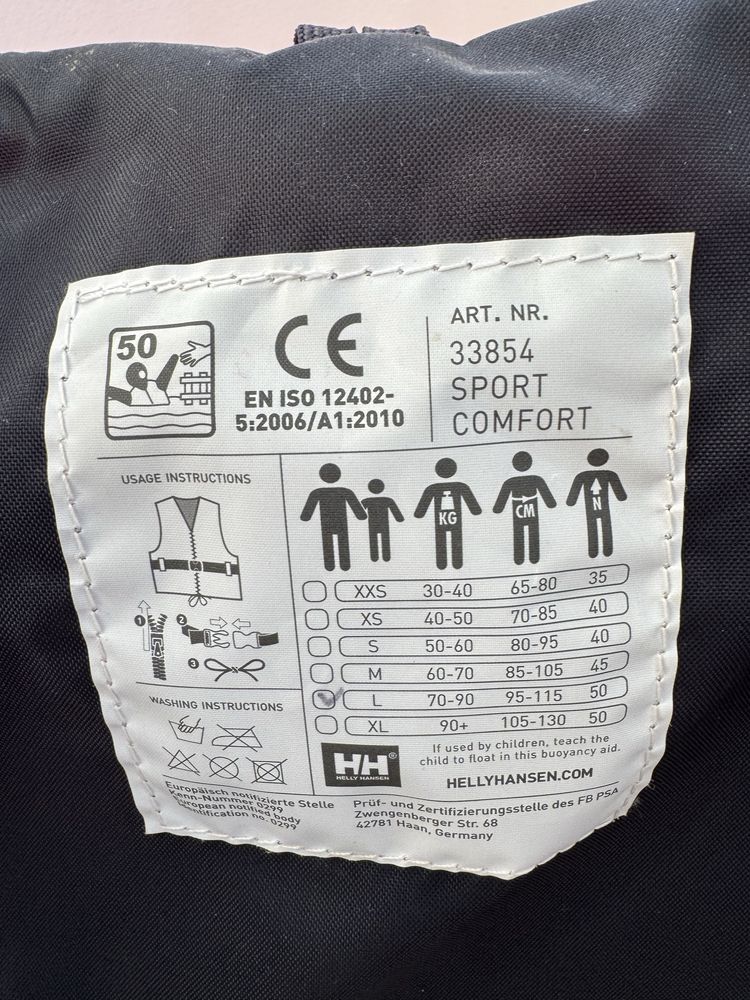 50
CE
EN ISO 12402-
5:2006/A1:2010
ART. NR.
33854
SPORT
COMFORT
USAGE INSTRUCTIONS
1
2
3
KG
CM
N
XXS 30-40 65-80 35
XS 40-50 70-85 40
S 50-60 80-95 40
M 60-70 85-105 45
L 70-90 95-115 50
XL 90+ 105-130 50
WASHING INSTRUCTIONS
HH®
HELLY HANSEN
If used by children, teach the
child to float in this buoyancy aid.
HELLYHANSEN.COM
Europäisch notifizierte Stelle
Kenn-Nummer 0299
European notified body
Identification no. 0299
Prüf- und Zertifizierungsstelle des FB PSA
Zwengenberger Str. 68
42781 Haan, Germany